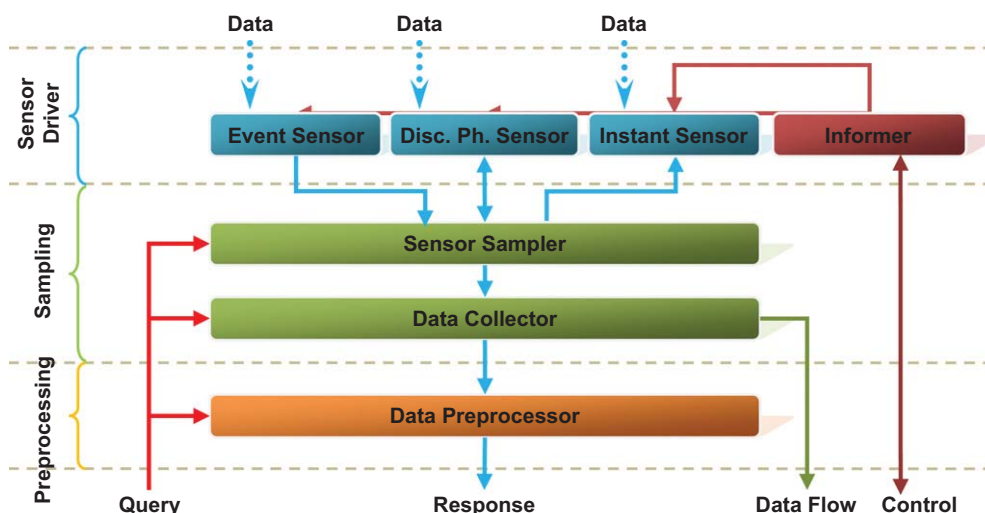 Data
Data
Data
Sensor
Driver
Event Sensor
Disc. Ph. Sensor
Instant Sensor
Informer
Sampling
Sensor Sampler
Data Collector
Preprocessing
Data Preprocessor
Query
Response
Data Flow
Control